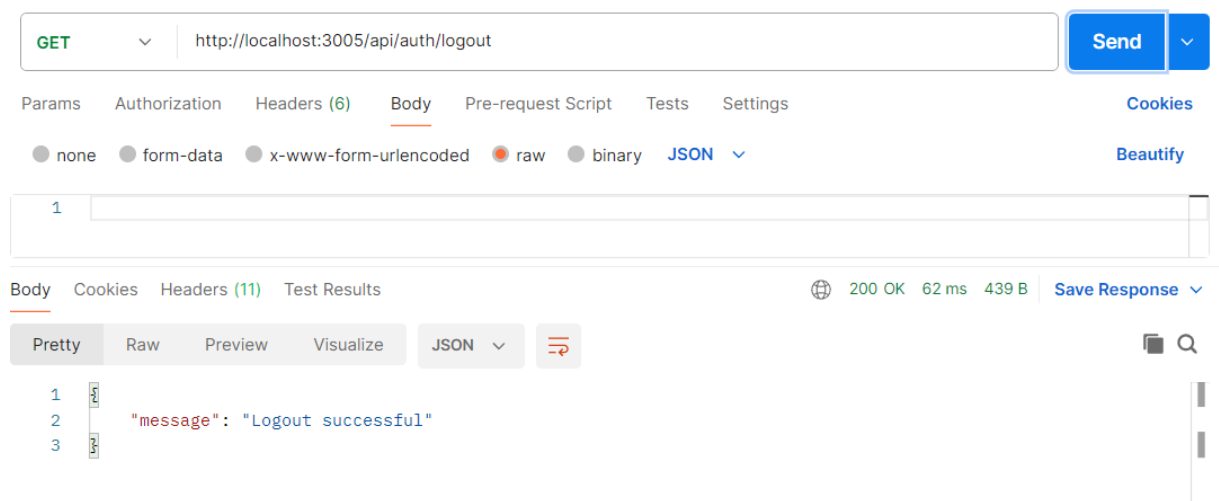 GET http://localhost:3005/api/auth/logout Send
Params Authorization Headers (6) Body Pre-request Script Tests Settings Cookies
none form-data x-www-form-urlencoded raw binary JSON Beautify
1
Body Cookies Headers (11) Test Results 200 OK 62 ms 439 B Save Response
Pretty Raw Preview Visualize JSON
1 {
2 "message": "Logout successful"
3 }